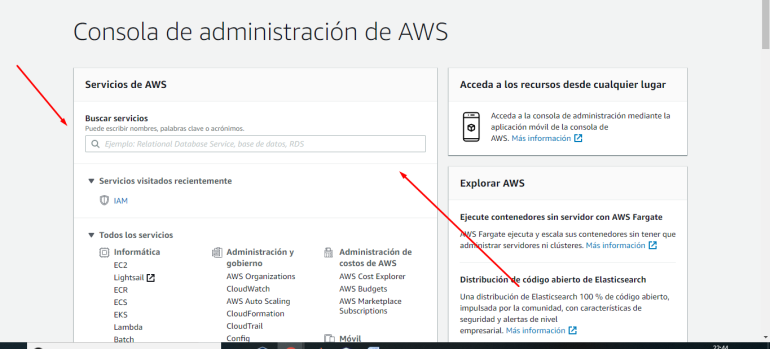 Consola de administración de AWS
Servicios de AWS
Buscar servicios
Puede escribir nombres, palabras clave o acrónimos.
Ejemplo: Relational Database Service, base de datos, RDS
Servicios visitados recientemente
IAM
Todos los servicios
Informática
EC2
Lightsail
ECR
ECS
EKS
Lambda
Batch
Administración y
gobierno
AWS Organizations
CloudWatch
AWS Auto Scaling
CloudFormation
CloudTrail
Config
Administración de
costos de AWS
AWS Cost Explorer
AWS Budgets
AWS Marketplace
Subscriptions
Móvil
Acceda a los recursos desde cualquier lugar
Acceda a la consola de administración mediante la
aplicación móvil de la consola de
AWS. Más información
Explorar AWS
Ejecute contenedores sin servidor con AWS Fargate
AWS Fargate ejecuta y escala sus contenedores sin tener que
administrar servidores ni clústeres. Más información
Distribución de código abierto de Elasticsearch
Una distribución de Elasticsearch 100 % de código abierto,
impulsada por la comunidad, con características de
seguridad y alertas de nivel
empresarial. Más información
22:44